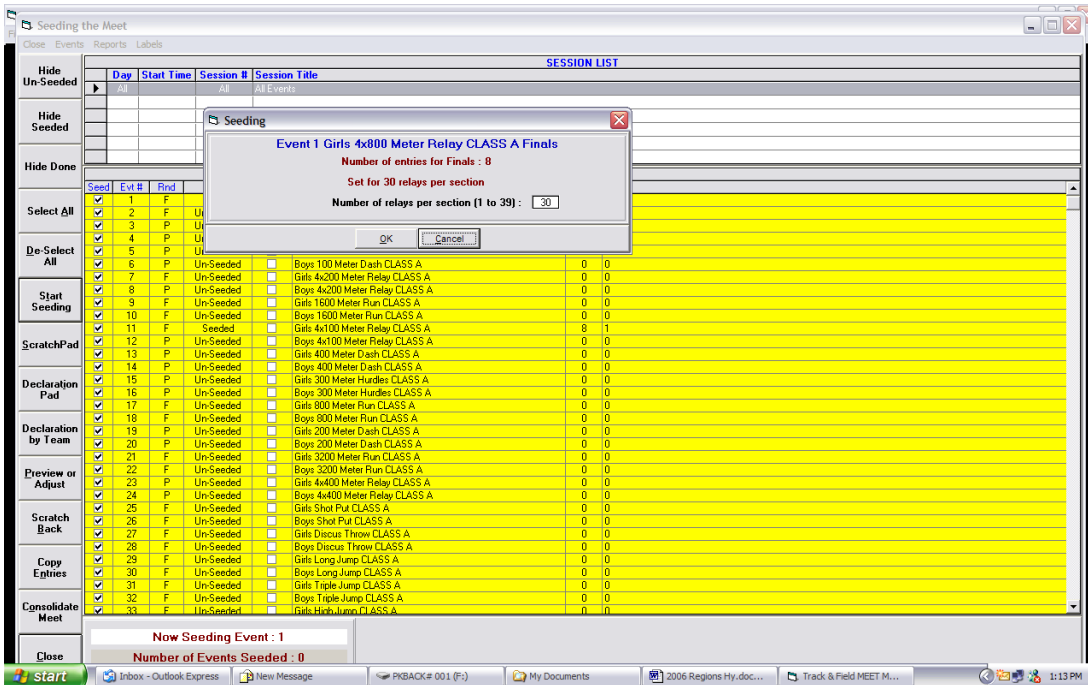 Seeding the Meet
Close Events Reports Labels
Hide Un-Seeded
Hide Seeded
Hide Done
Select All
De-Select All
Start Seeding
ScratchPad
Declaration Pad
Declaration by Team
Preview or Adjust
Scratch Back
Copy Entries
Consolidate Meet
Close
SESSION LIST
Day Start Time Session # Session Title
All All All Events
Seeding
Event 1 Girls 4x800 Meter Relay CLASS A Finals
Number of entries for Finals : 8
Set for 30 relays per section
Number of relays per section (1 to 39) : 30
OK Cancel
Seed Evt # Rnd
1 F
2 F Un
3 P Un
4 P Un
5 P Un
6 P Un-Seeded Boys 100 Meter Dash CLASS A 0 0
7 F Un-Seeded Girls 4x200 Meter Relay CLASS A 0 0
8 P Un-Seeded Boys 4x200 Meter Relay CLASS A 0 0
9 F Un-Seeded Girls 1600 Meter Run CLASS A 0 0
10 F Un-Seeded Boys 1600 Meter Run CLASS A 0 0
11 F Seeded Girls 4x100 Meter Relay CLASS A 8 1
12 P Un-Seeded Boys 4x100 Meter Relay CLASS A 0 0
13 P Un-Seeded Girls 400 Meter Dash CLASS A 0 0
14 P Un-Seeded Boys 400 Meter Dash CLASS A 0 0
15 P Un-Seeded Girls 300 Meter Hurdles CLASS A 0 0
16 P Un-Seeded Boys 300 Meter Hurdles CLASS A 0 0
17 F Un-Seeded Girls 800 Meter Run CLASS A 0 0
18 F Un-Seeded Boys 800 Meter Run CLASS A 0 0
19 P Un-Seeded Girls 200 Meter Dash CLASS A 0 0
20 P Un-Seeded Boys 200 Meter Dash CLASS A 0 0
21 F Un-Seeded Girls 3200 Meter Run CLASS A 0 0
22 F Un-Seeded Boys 3200 Meter Run CLASS A 0 0
23 P Un-Seeded Girls 4x400 Meter Relay CLASS A 0 0
24 P Un-Seeded Boys 4x400 Meter Relay CLASS A 0 0
25 F Un-Seeded Girls Shot Put CLASS A 0 0
26 F Un-Seeded Boys Shot Put CLASS A 0 0
27 F Un-Seeded Girls Discus Throw CLASS A 0 0
28 F Un-Seeded Boys Discus Throw CLASS A 0 0
29 F Un-Seeded Girls Long Jump CLASS A 0 0
30 F Un-Seeded Boys Long Jump CLASS A 0 0
31 F Un-Seeded Girls Triple Jump CLASS A 0 0
32 F Un-Seeded Boys Triple Jump CLASS A 0 0
33 F Un-Seeded Girls High Jump CLASS A 0 0
Now Seeding Event : 1
Number of Events Seeded : 0
start Inbox - Outlook Express New Message PKBACK# 001 (F:) My Documents 2006 Regions Hy.doc... Track & Field MEET M... 1:13 PM